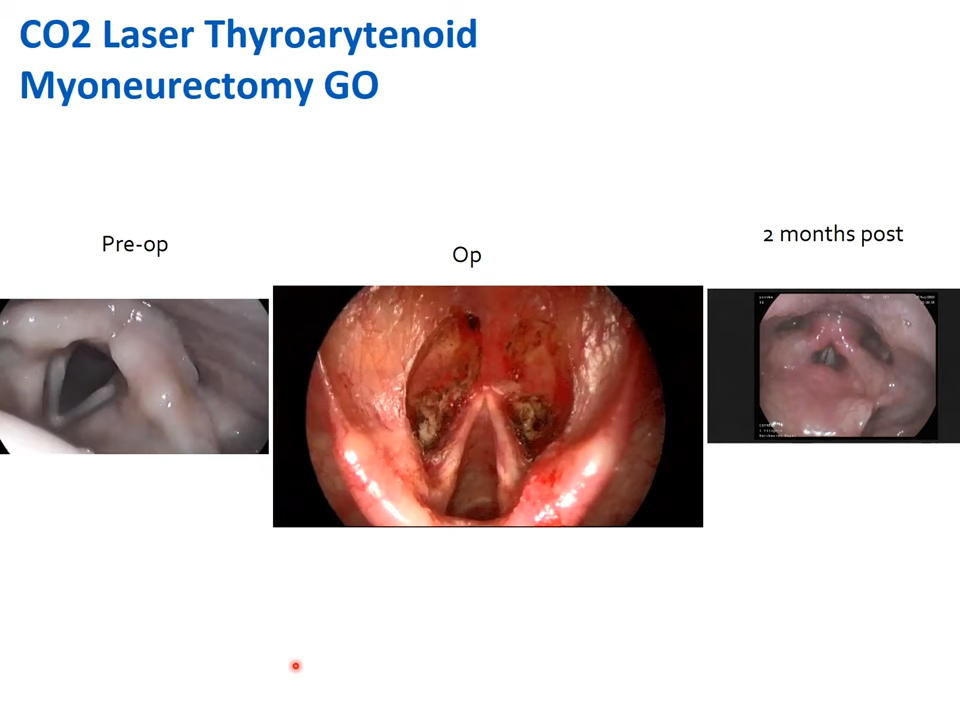 CO2 Laser Thyroarytenoid
Myoneurectomy GO
Pre-op
Op
2 months post